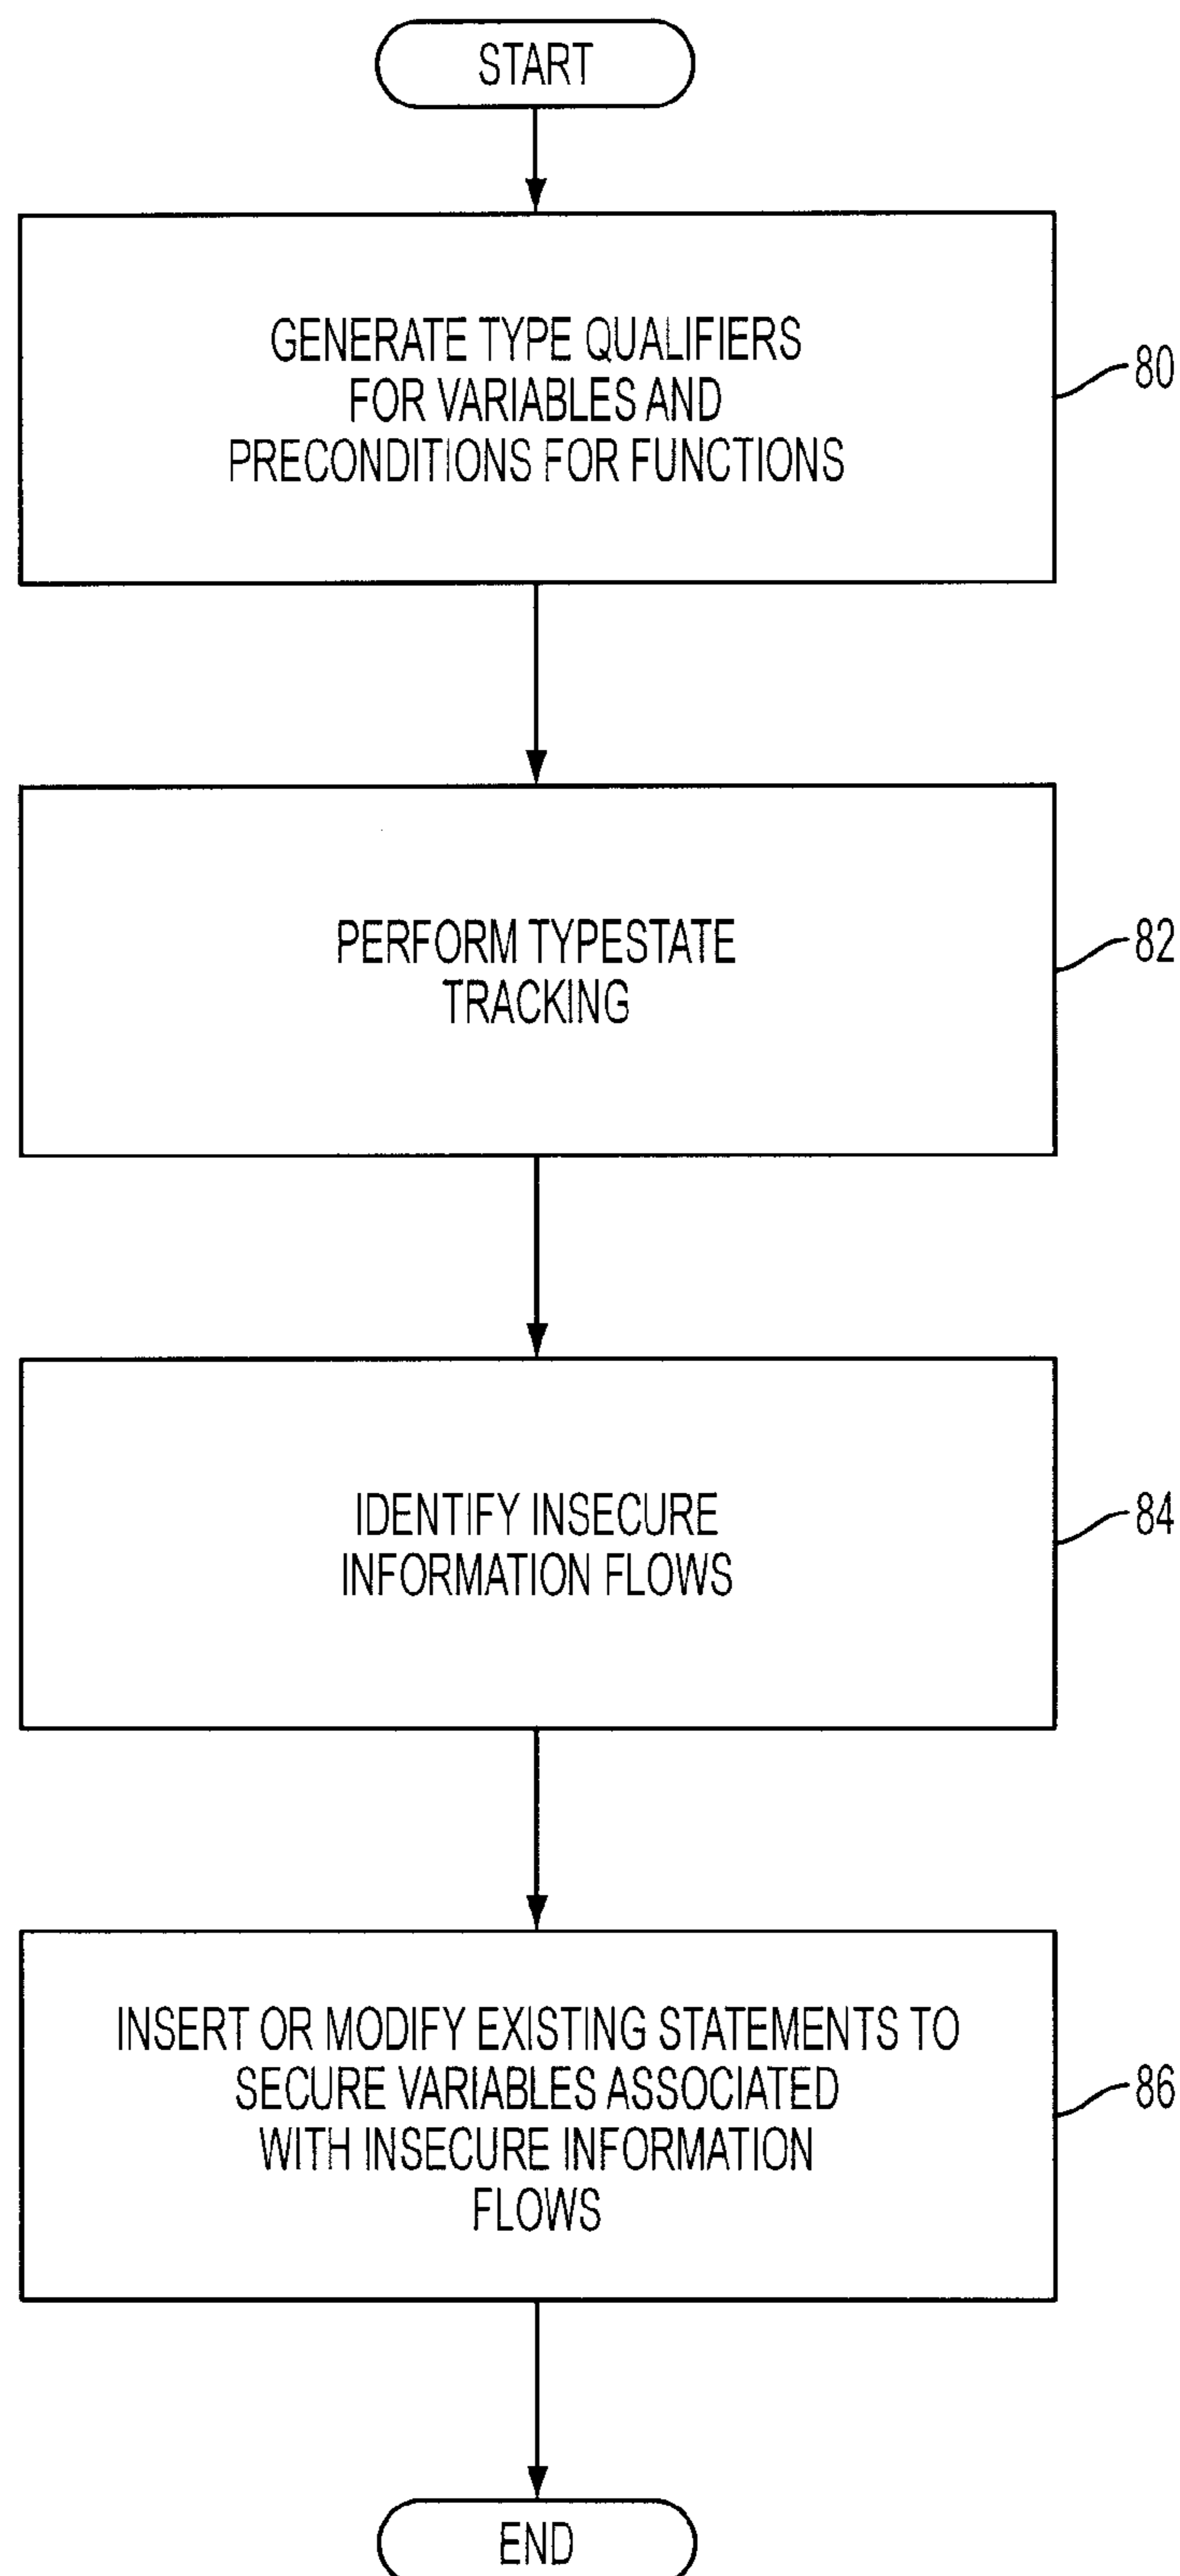 START
GENERATE TYPE QUALIFIERS
FOR VARIABLES AND
PRECONDITIONS FOR FUNCTIONS
80
PERFORM TYPESTATE
TRACKING
82
IDENTIFY INSECURE
INFORMATION FLOWS
84
INSERT OR MODIFY EXISTING STATEMENTS TO
SECURE VARIABLES ASSOCIATED
WITH INSECURE INFORMATION
FLOWS
86
END